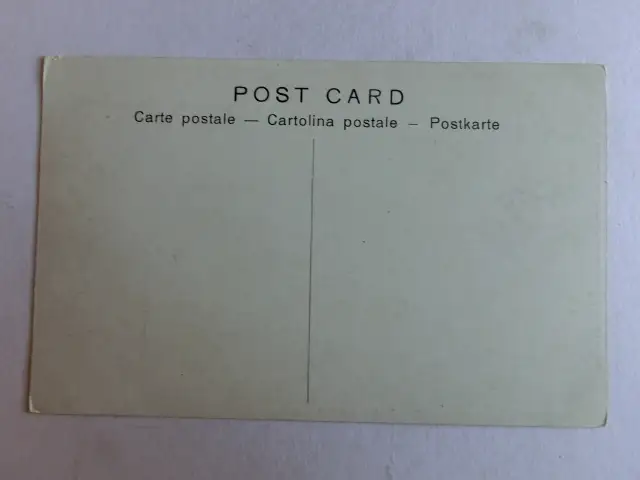 POST CARD
Carte postale — Cartolina postale — Postkarte